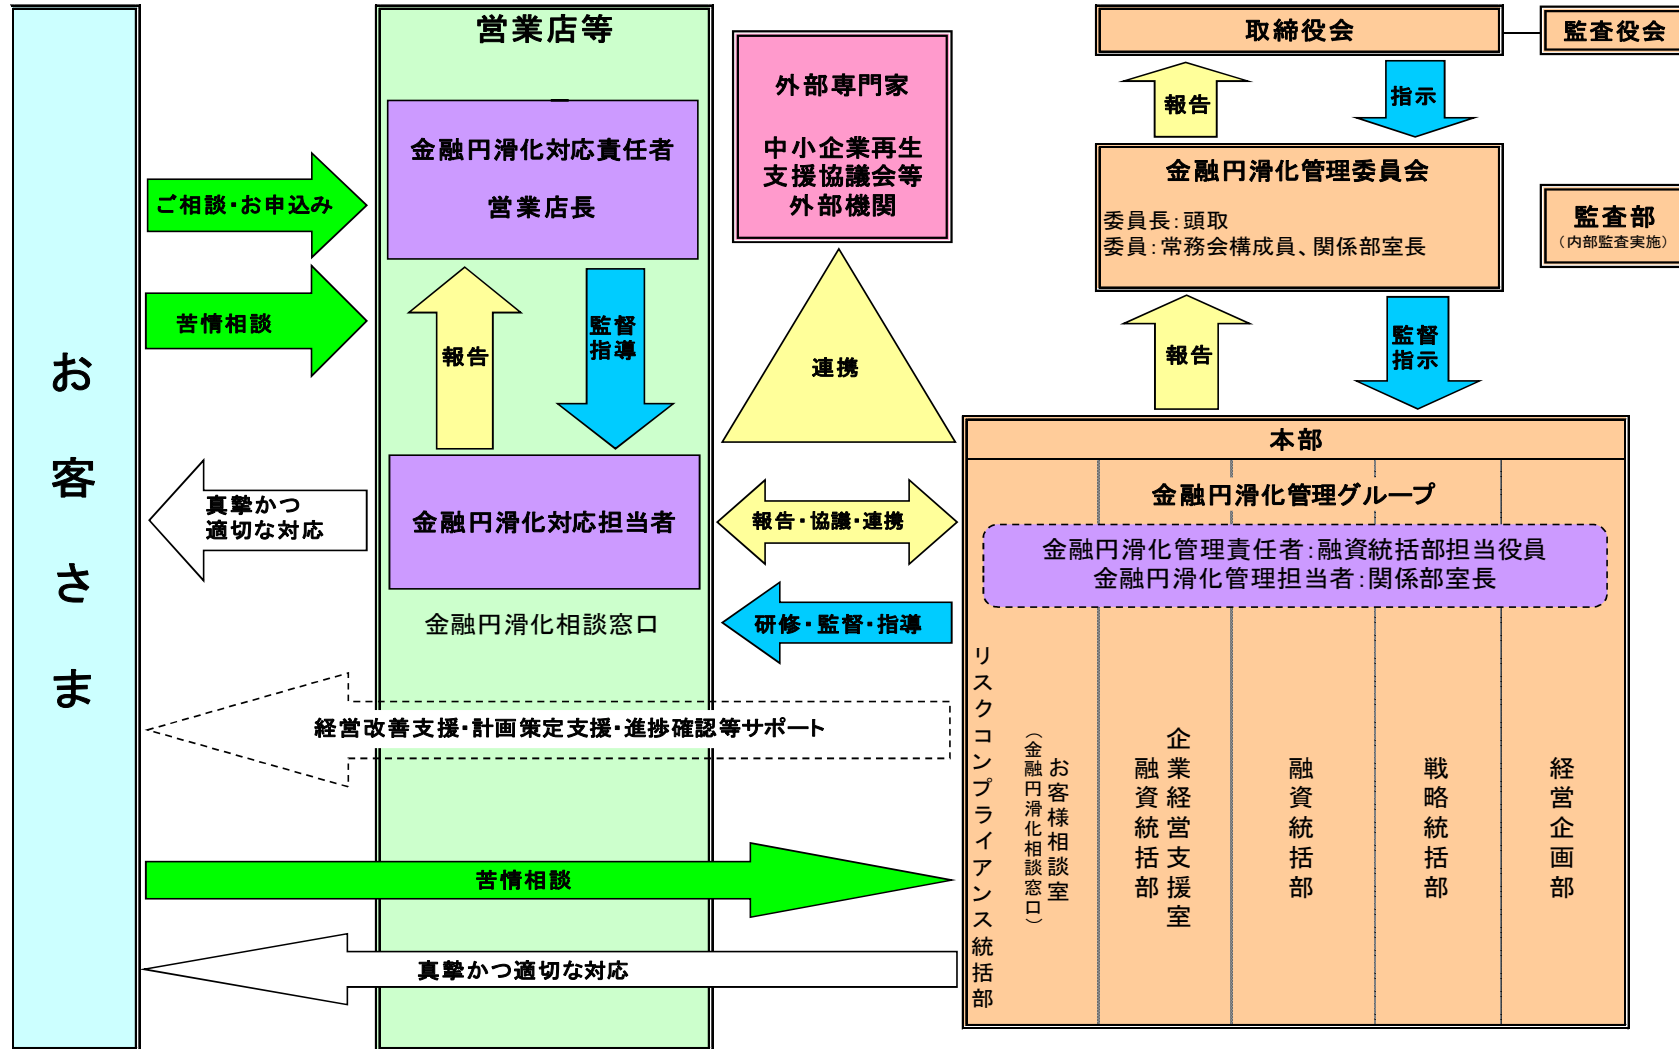 お客さま
ご相談・お申込み
苦情相談
真摯かつ
適切な対応
営業店等
金融円滑化対応責任者
営業店長
報告
監督
指導
金融円滑化対応担当者
金融円滑化相談窓口
外部専門家
中小企業再生
支援協議会等
外部機関
連携
報告・協議・連携
研修・監督・指導
経営改善支援・計画策定支援・進捗確認等サポート
苦情相談
真摯かつ適切な対応
取締役会
監査役会
報告
指示
金融円滑化管理委員会
委員長：頭取
委員：常務会構成員、関係部室長
監査部
（内部監査実施）
報告
監督
指示
本部
金融円滑化管理グループ
金融円滑化管理責任者：融資統括部担当役員
金融円滑化管理担当者：関係部室長
リスクコンプライアンス統括部
お客様相談室
（金融円滑化相談窓口）
融資統括部
企業経営支援室
融資統括部
戦略統括部
経営企画部